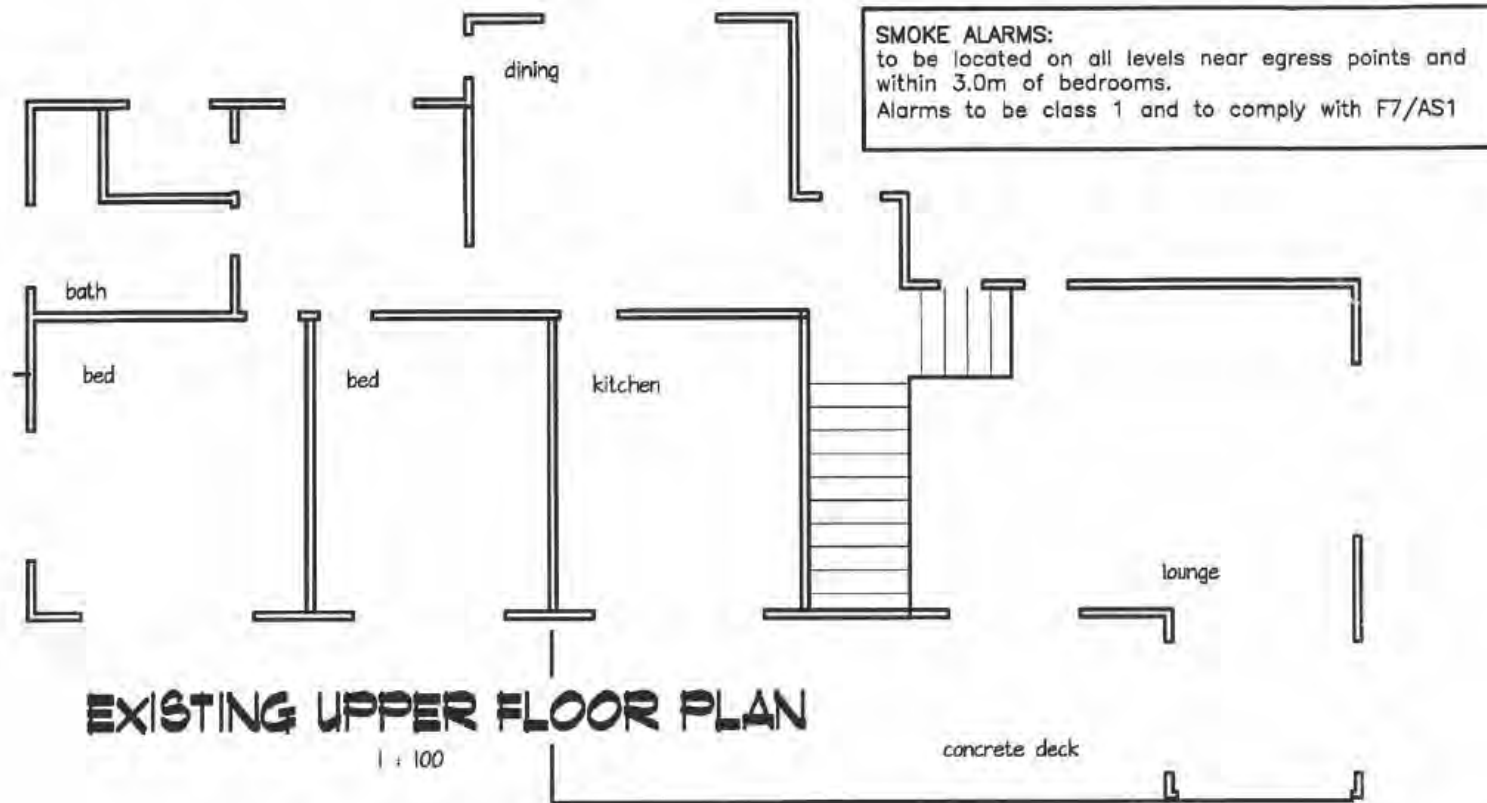 SMOKE ALARMS:
to be located on all levels near egress points and
within 3.0m of bedrooms.
Alarms to be class 1 and to comply with F7/AS1
dining
bath
bed
bed
kitchen
lounge
EXISTING UPPER FLOOR PLAN
1 : 100
concrete deck